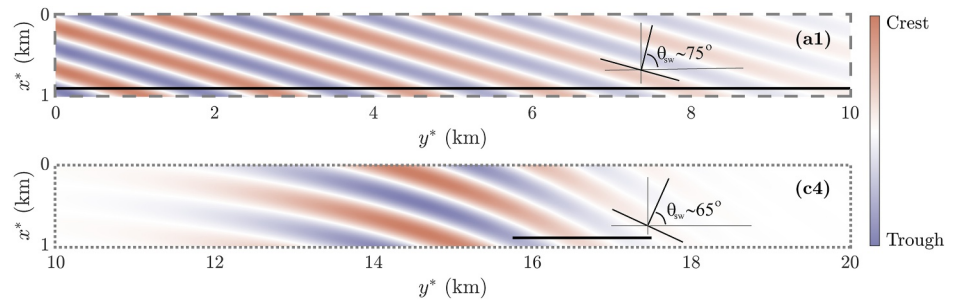 0
x* (km)
1
(a1)
θsw~75°
0 2 4 6 8 10
y* (km)
Crest
0
x* (km)
1
(c4)
θsw~65°
10 12 14 16 18 20
y* (km)
Trough